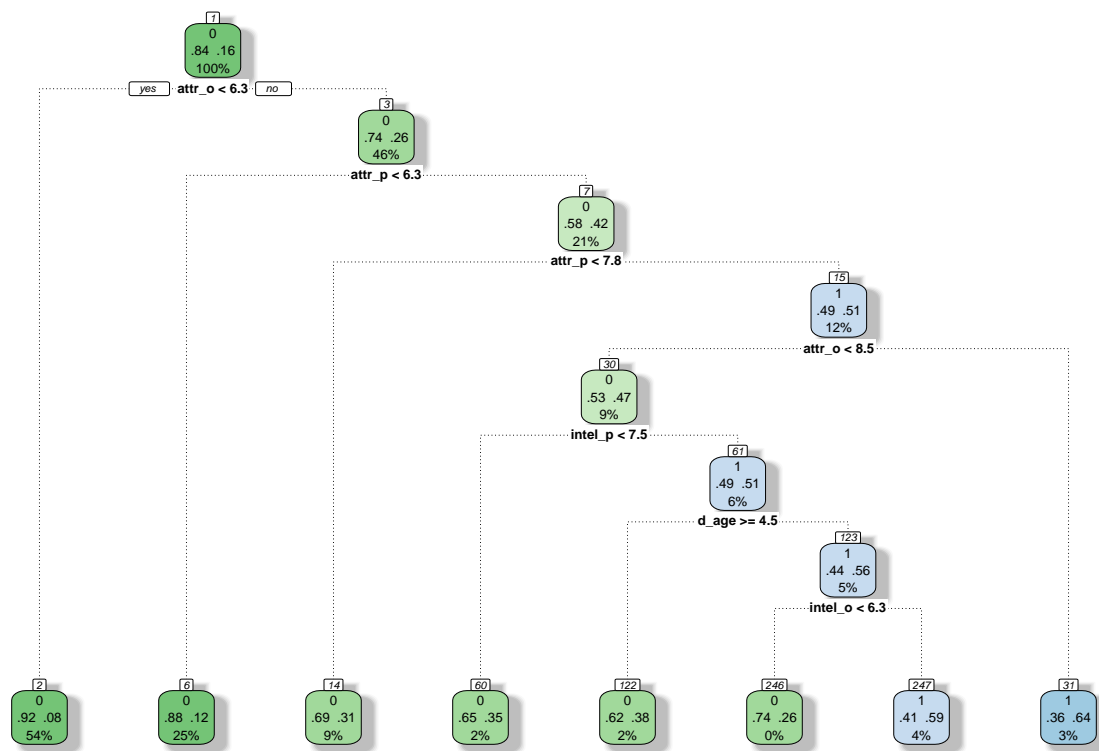 1
0
.84 .16
100%
yes attr_o < 6.3 no
3
0
.74 .26
46%
attr_p < 6.3
7
0
.58 .42
21%
attr_p < 7.8
15
1
.49 .51
12%
attr_o < 8.5
30
0
.53 .47
9%
intel_p < 7.5
61
1
.49 .51
6%
d_age >= 4.5
123
1
.44 .56
5%
intel_o < 6.3
2 6 14 60 122 246 247 31
0 0 0 0 0 0 1 1
.92 .08 .88 .12 .69 .31 .65 .35 .62 .38 .74 .26 .41 .59 .36 .64
54% 25% 9% 2% 2% 0% 4% 3%